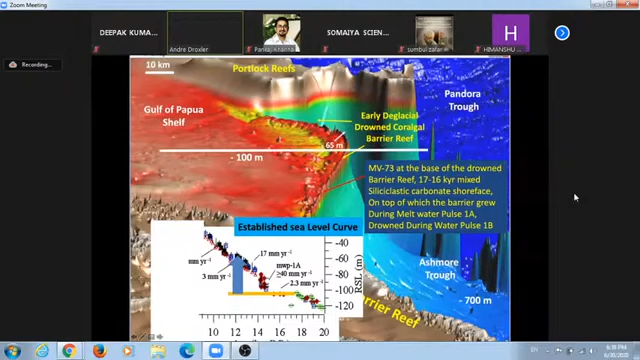 Zoom Meeting
DEEPAK KUMA...
Andre Droxler
Pankaj Khanna
SOMAIYA SCIEN...
sumbul zafar
H
HIMANSHU
Recording...
10 km
Portlock Reefs
Pandora
Trough
Gulf of Papua
Shelf
Early Deglacial
Drowned Coralgal
Barrier Reef
65 m
- 100 m
MV-73 at the base of the drowned
Barrier Reef, 17-16 kyr mixed
Siliciclastic carbonate shoreface,
On top of which the barrier grew
During Melt water Pulse 1A,
Drowned During Water Pulse 1B
Established sea Level Curve
Ashmore
Trough
- 700 m
Barrier Reef
mm yr-1
17 mm yr-1
3 mm yr-1
mwp-1A
≥40 mm yr-1
2.3 mm yr-1
-40
-60
-80
-100
-120
RSL (m)
10 12 14 16 18 20
EN
6:38 PM
6/30/2020